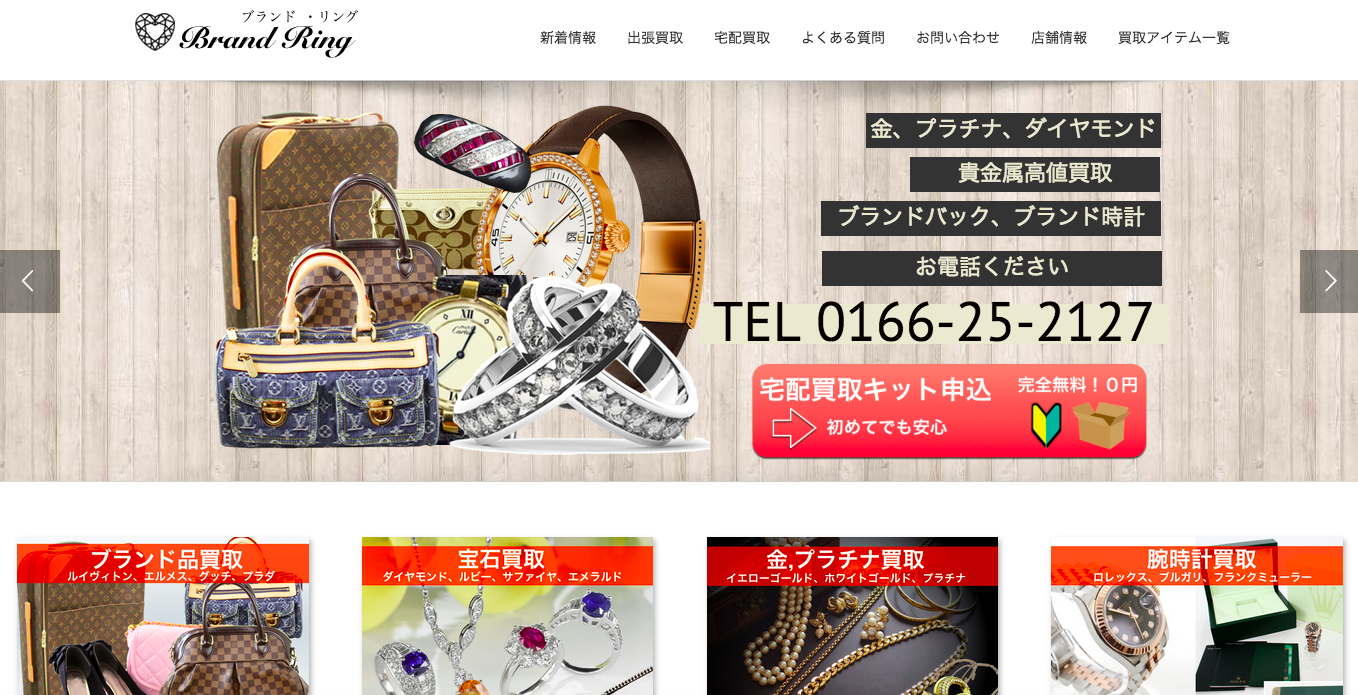 ブランド ・リング
Brand Ring
新着情報 出張買取 宅配買取 よくある質問 お問い合わせ 店舗情報 買取アイテム一覧
金、プラチナ、ダイヤモンド
貴金属高値買取
ブランドバック、ブランド時計
お電話ください
TEL 0166-25-2127
宅配買取キット申込 完全無料！０円
初めてでも安心
45
15
XII
Cartier
ブランド品買取
ルイヴィトン、エルメス、グッチ、プラダ
宝石買取
ダイヤモンド、ルビー、サファイヤ、エメラルド
金,プラチナ買取
イエローゴールド、ホワイトゴールド、プラチナ
腕時計買取
ロレックス、ブルガリ、フランクミューラー